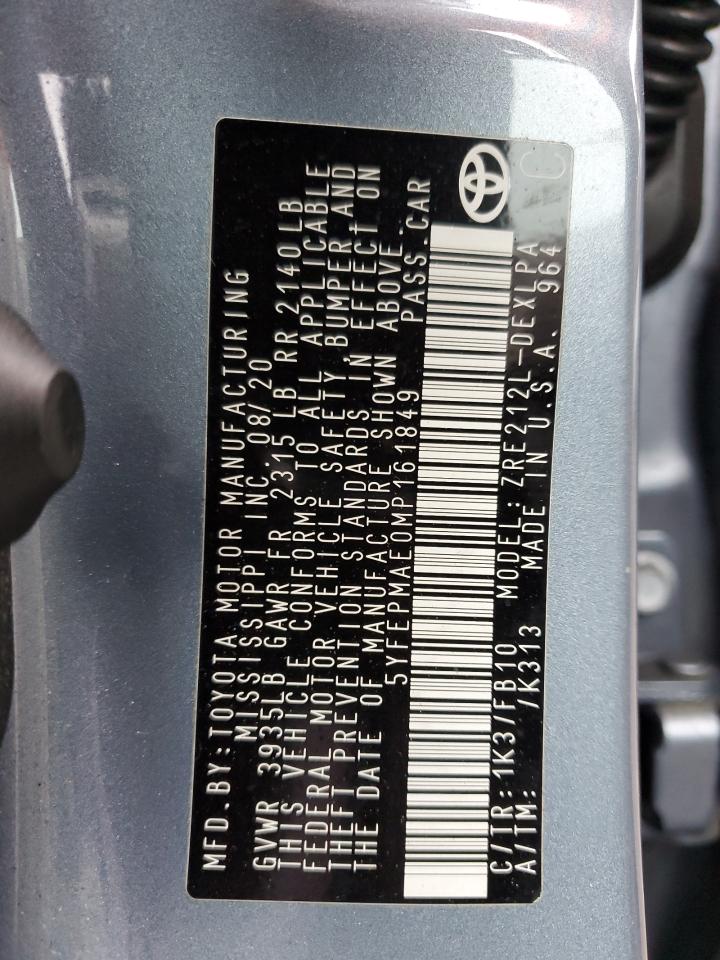 MFD.BY:TOYOTA MOTOR MANUFACTURING
MISSISSIPPI INC 08/20
GVWR 3935LB GAWR FR 2315 LB RR 2140LB
THIS VEHICLE CONFORMS TO ALL APPLICABLE
FEDERAL MOTOR VEHICLE SAFETY, BUMPER AND
THEFT PREVENTION STANDARDS IN EFFECT ON
THE DATE OF MANUFACTURE SHOWN ABOVE.
5YFEPMAE0MP161849 PASS.CAR
C/TR:1K3/FB10 MODEL:ZRE212L-DEXLPA
A/TM: /K313 MADE IN U.S.A. 964
C